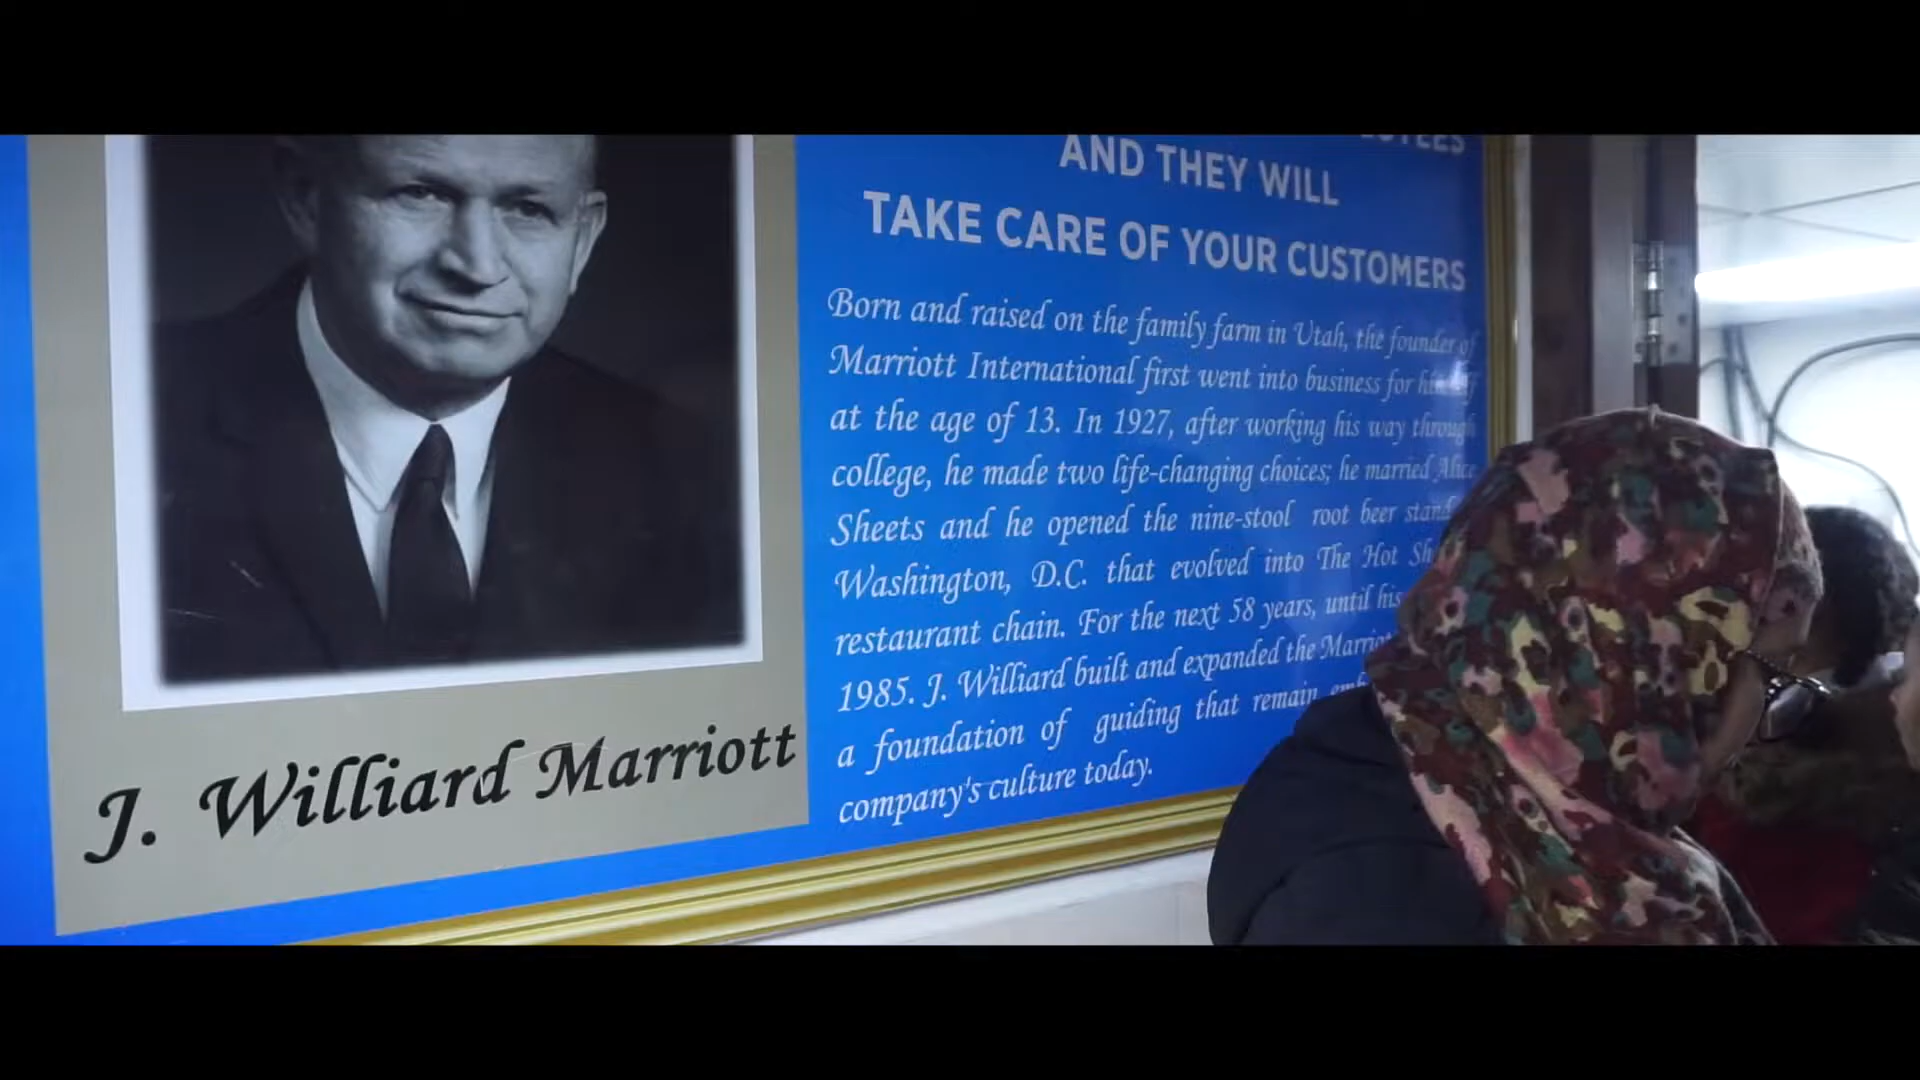 AND THEY WILL
TAKE CARE OF YOUR CUSTOMERS
Born and raised on the family farm in Utah, the founder of
Marriott International first went into business for
at the age of 13. In 1927, after working his way through
college, he made two life-changing choices; he married Alice
Sheets and he opened the nine-stool root beer stand
Washington, D.C. that evolved into The Hot
restaurant chain. For the next 58 years, until his
1985. J. Williard built and expanded the
a foundation of guiding that remain
company's culture today.
J. Williard Marriott